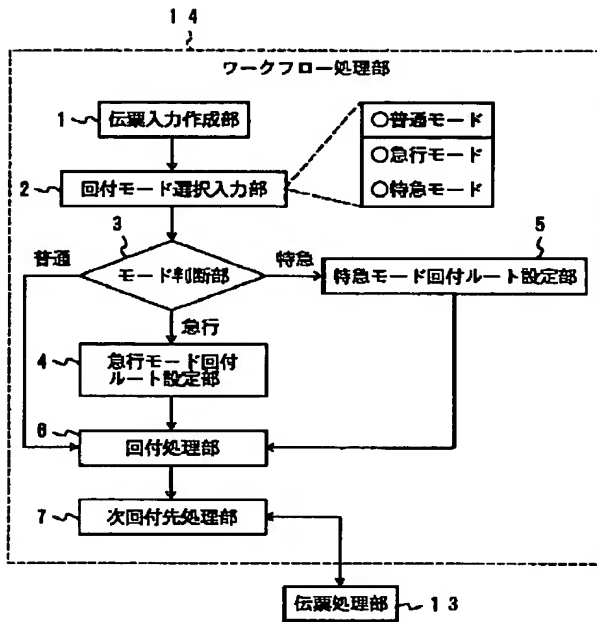 14
ワークフロー処理部
1 伝票入力作成部
○普通モード
○急行モード
○特急モード
2 回付モード選択入力部
3
5
普通
モード判断部
特急
特急モード回付ルート設定部
急行
4
急行モード回付
ルート設定部
6
回付処理部
7
次回付先処理部
伝票処理部
13